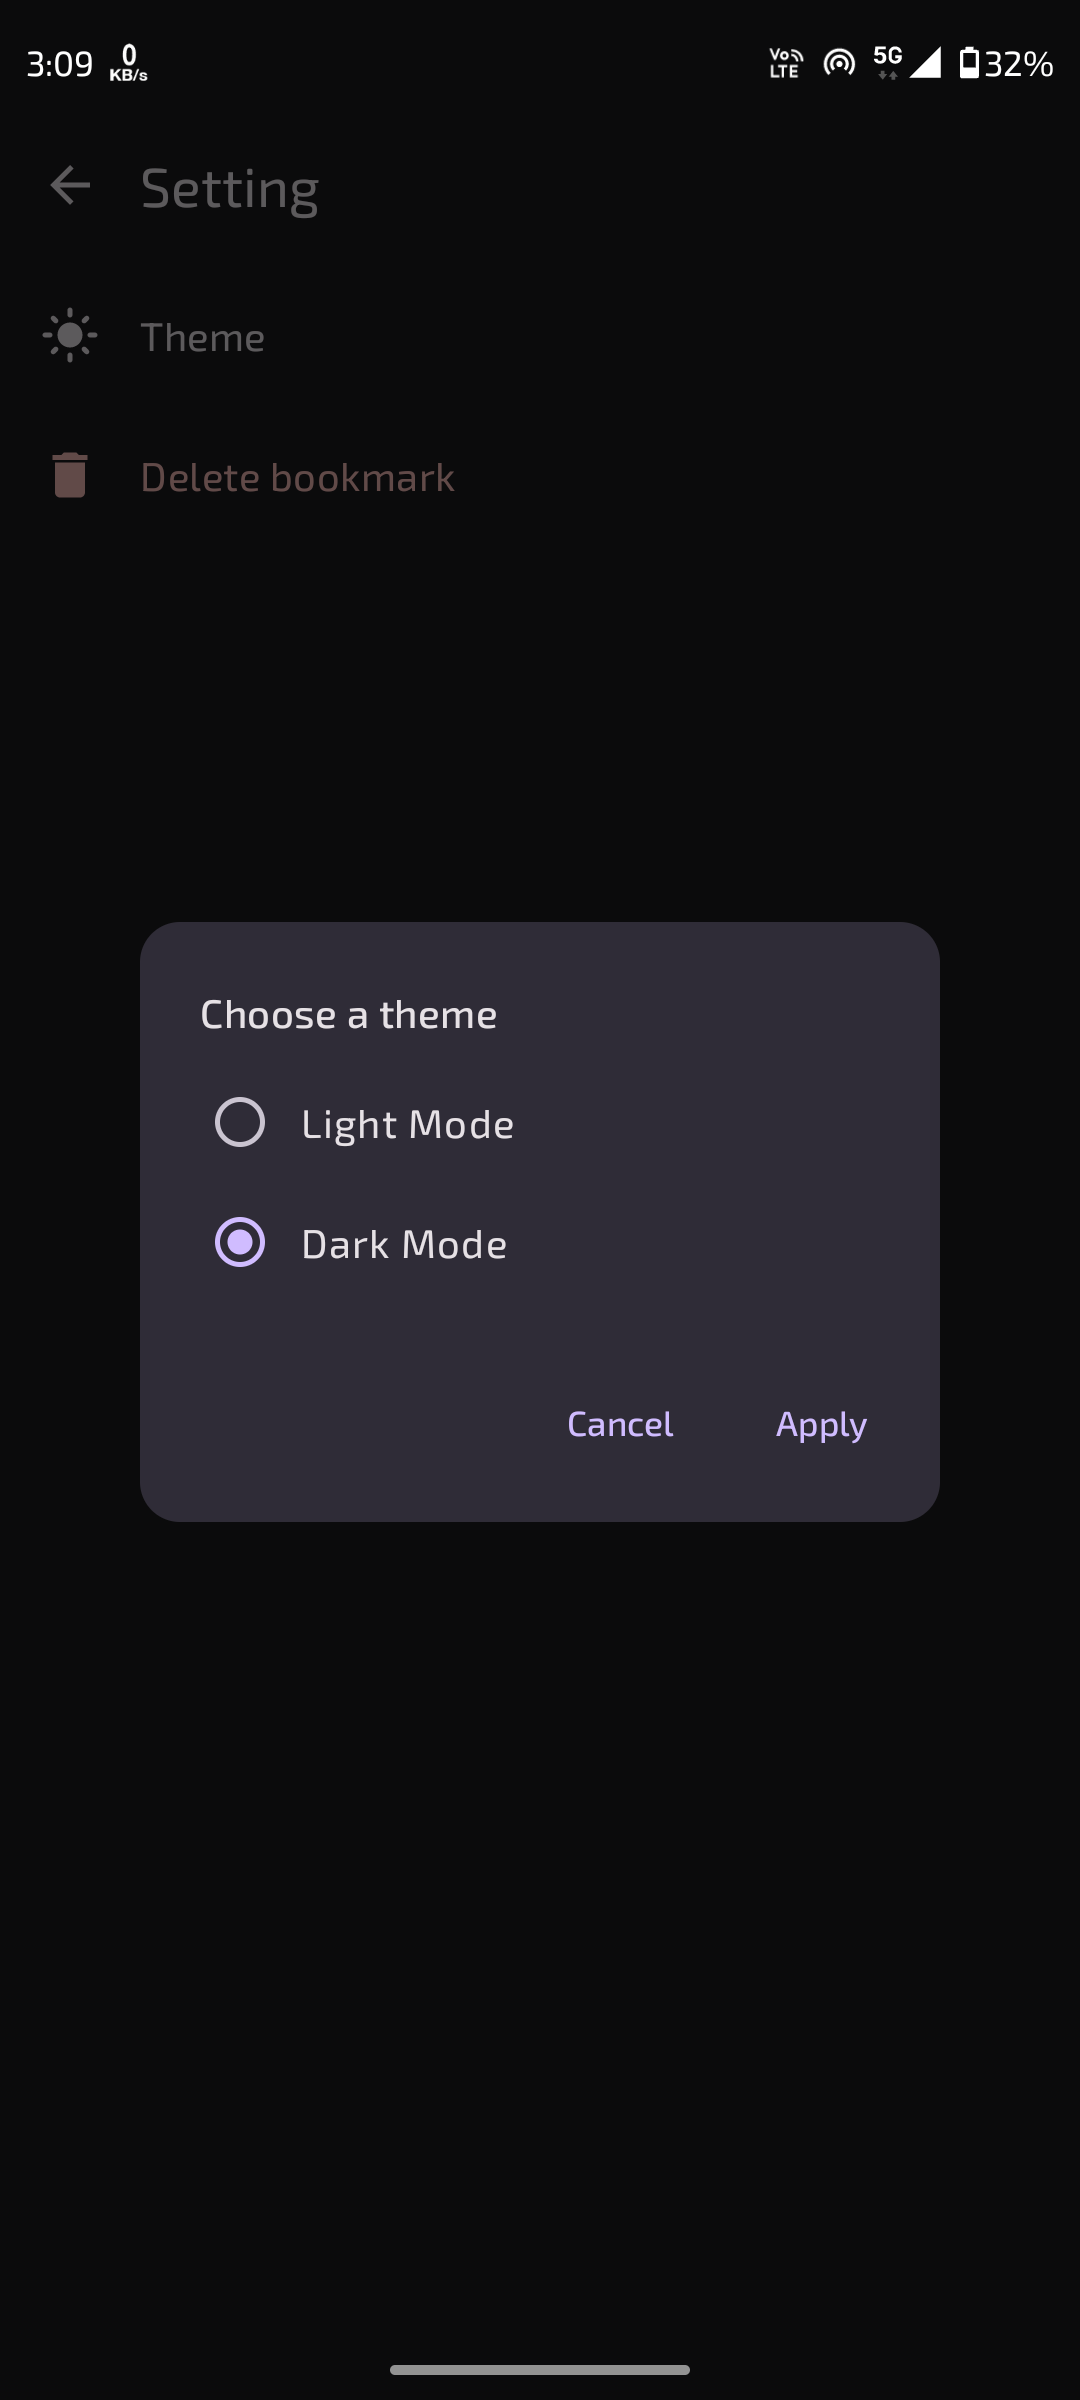 3:09 0 KB/s Vo LTE 5G 32%
Setting
Theme
Delete bookmark
Choose a theme
Light Mode
Dark Mode
Cancel Apply